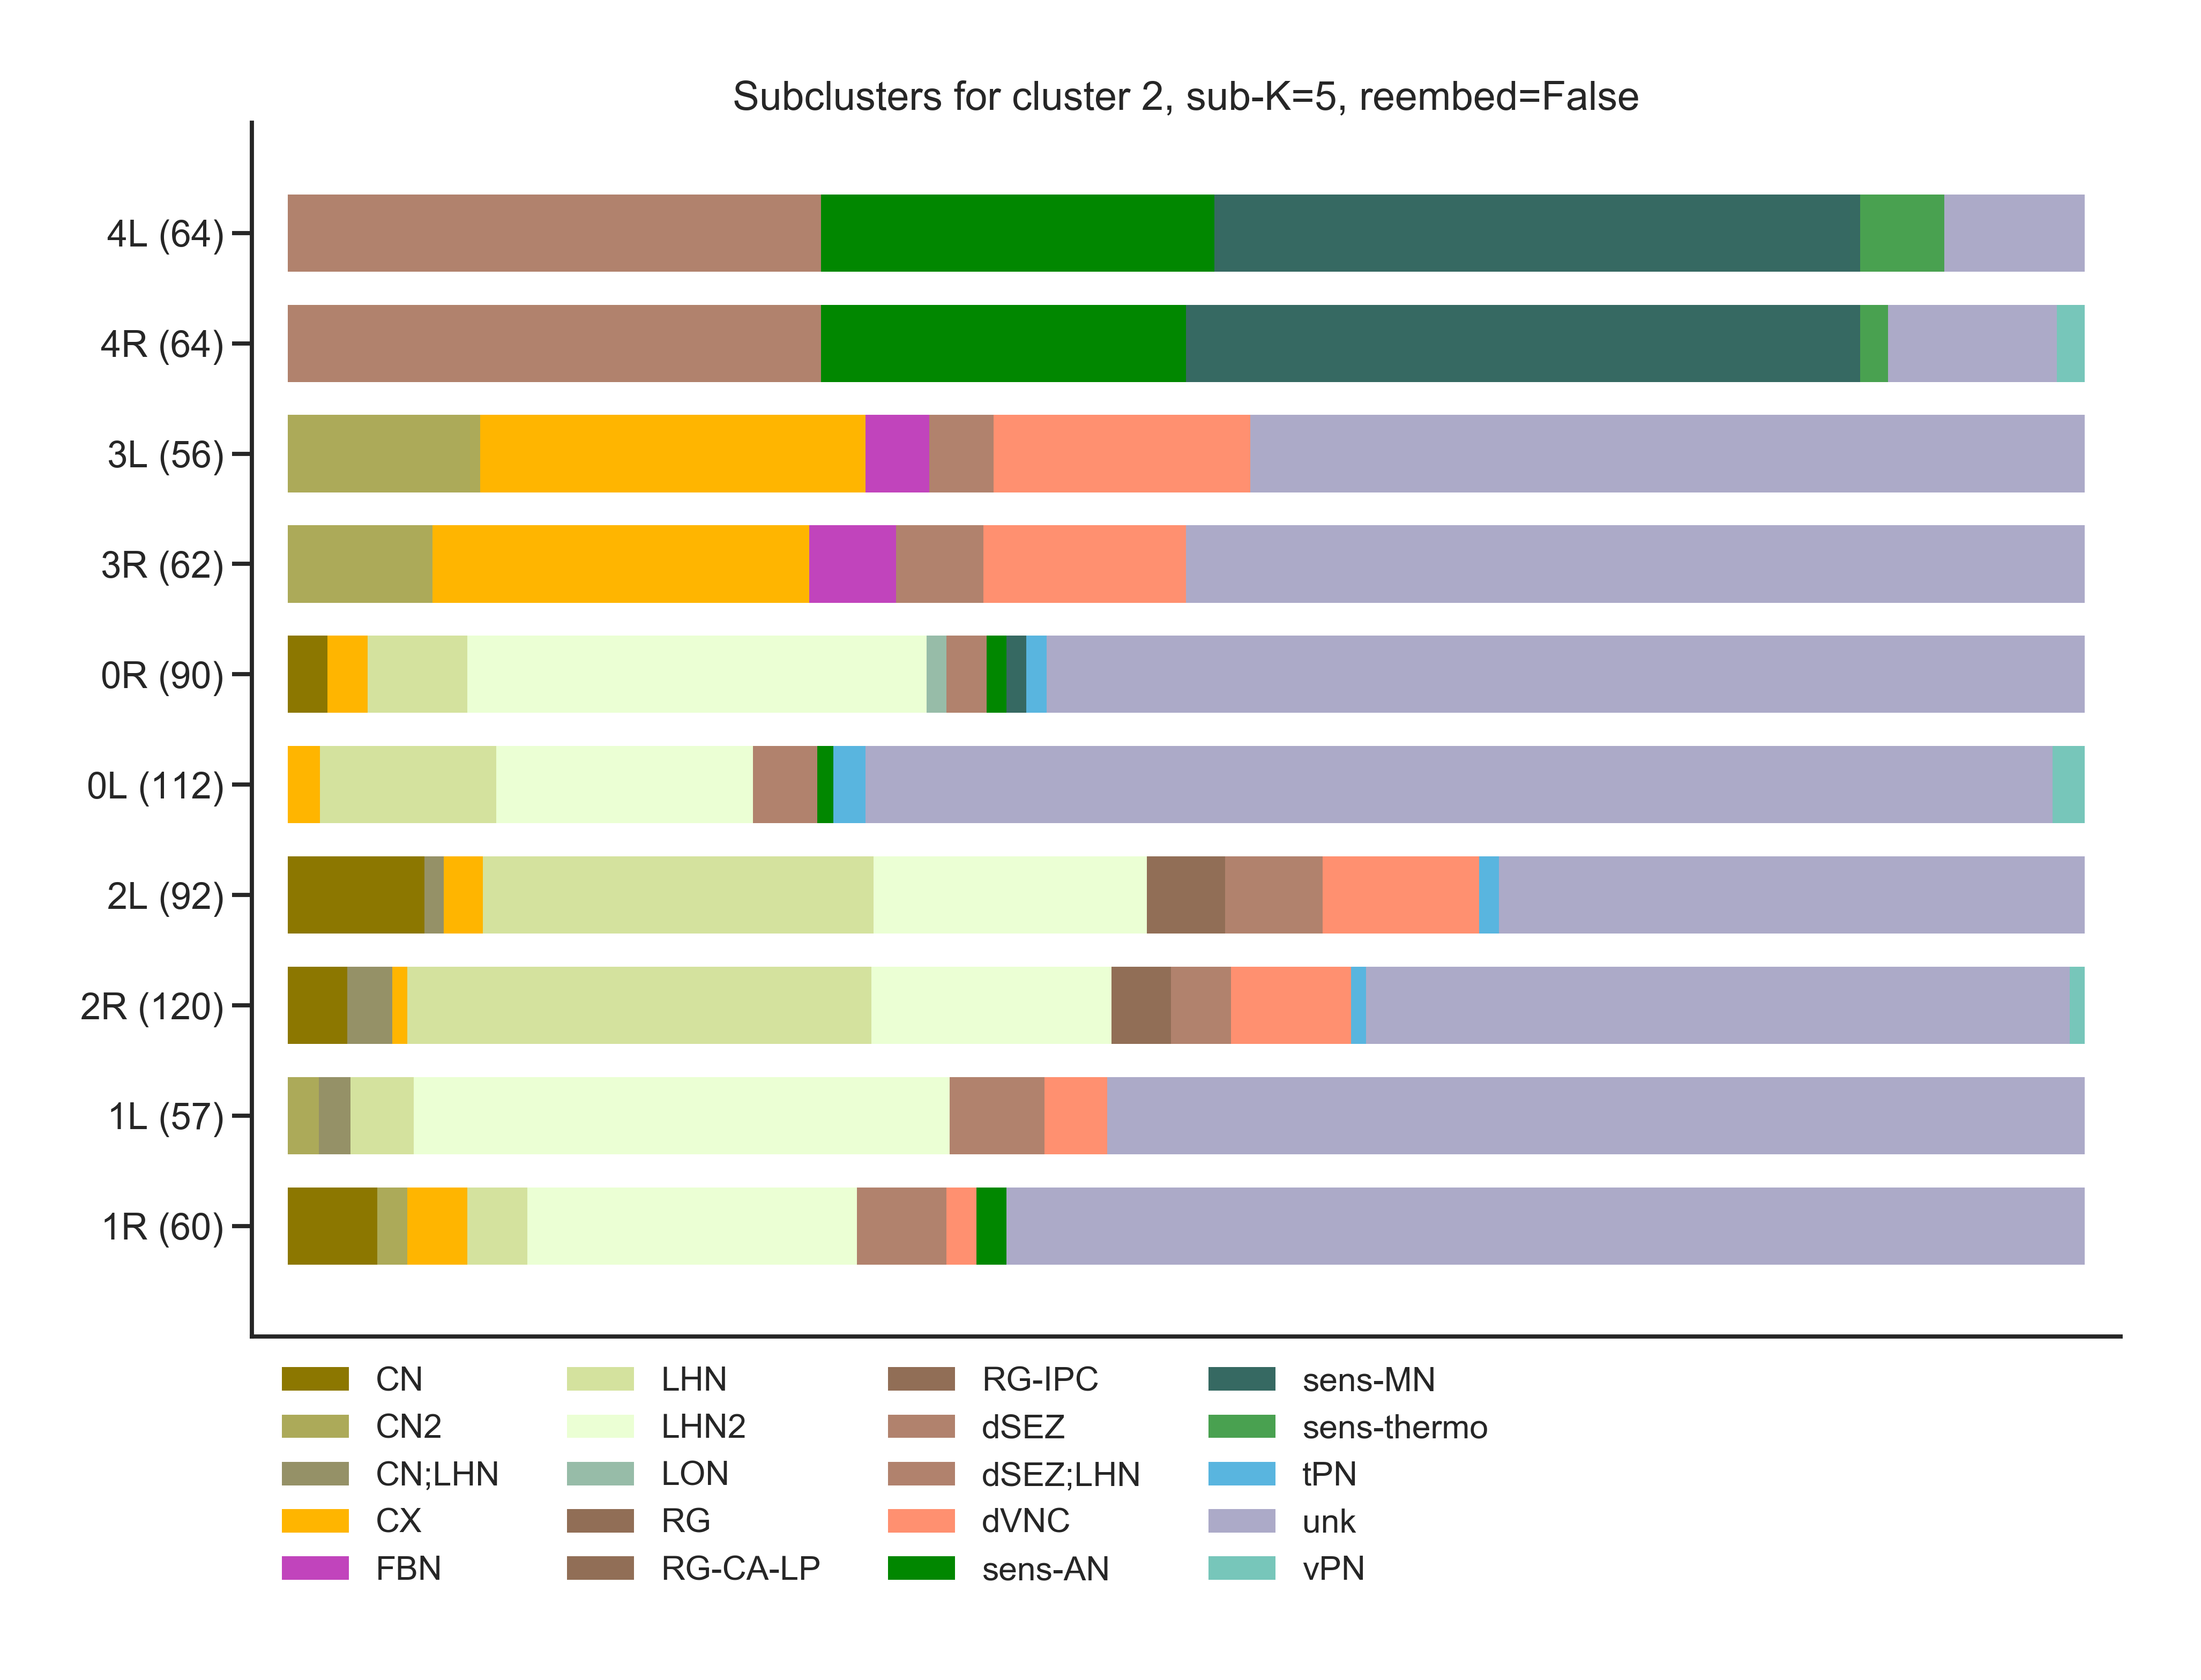 Subclusters for cluster 2, sub-K=5, reembed=False
4L (64)
4R (64)
3L (56)
3R (62)
0R (90)
0L (112)
2L (92)
2R (120)
1L (57)
1R (60)
CN
CN2
CN;LHN
CX
FBN
LHN
LHN2
LON
RG
RG-CA-LP
RG-IPC
dSEZ
dSEZ;LHN
dVNC
sens-AN
sens-MN
sens-thermo
tPN
unk
vPN